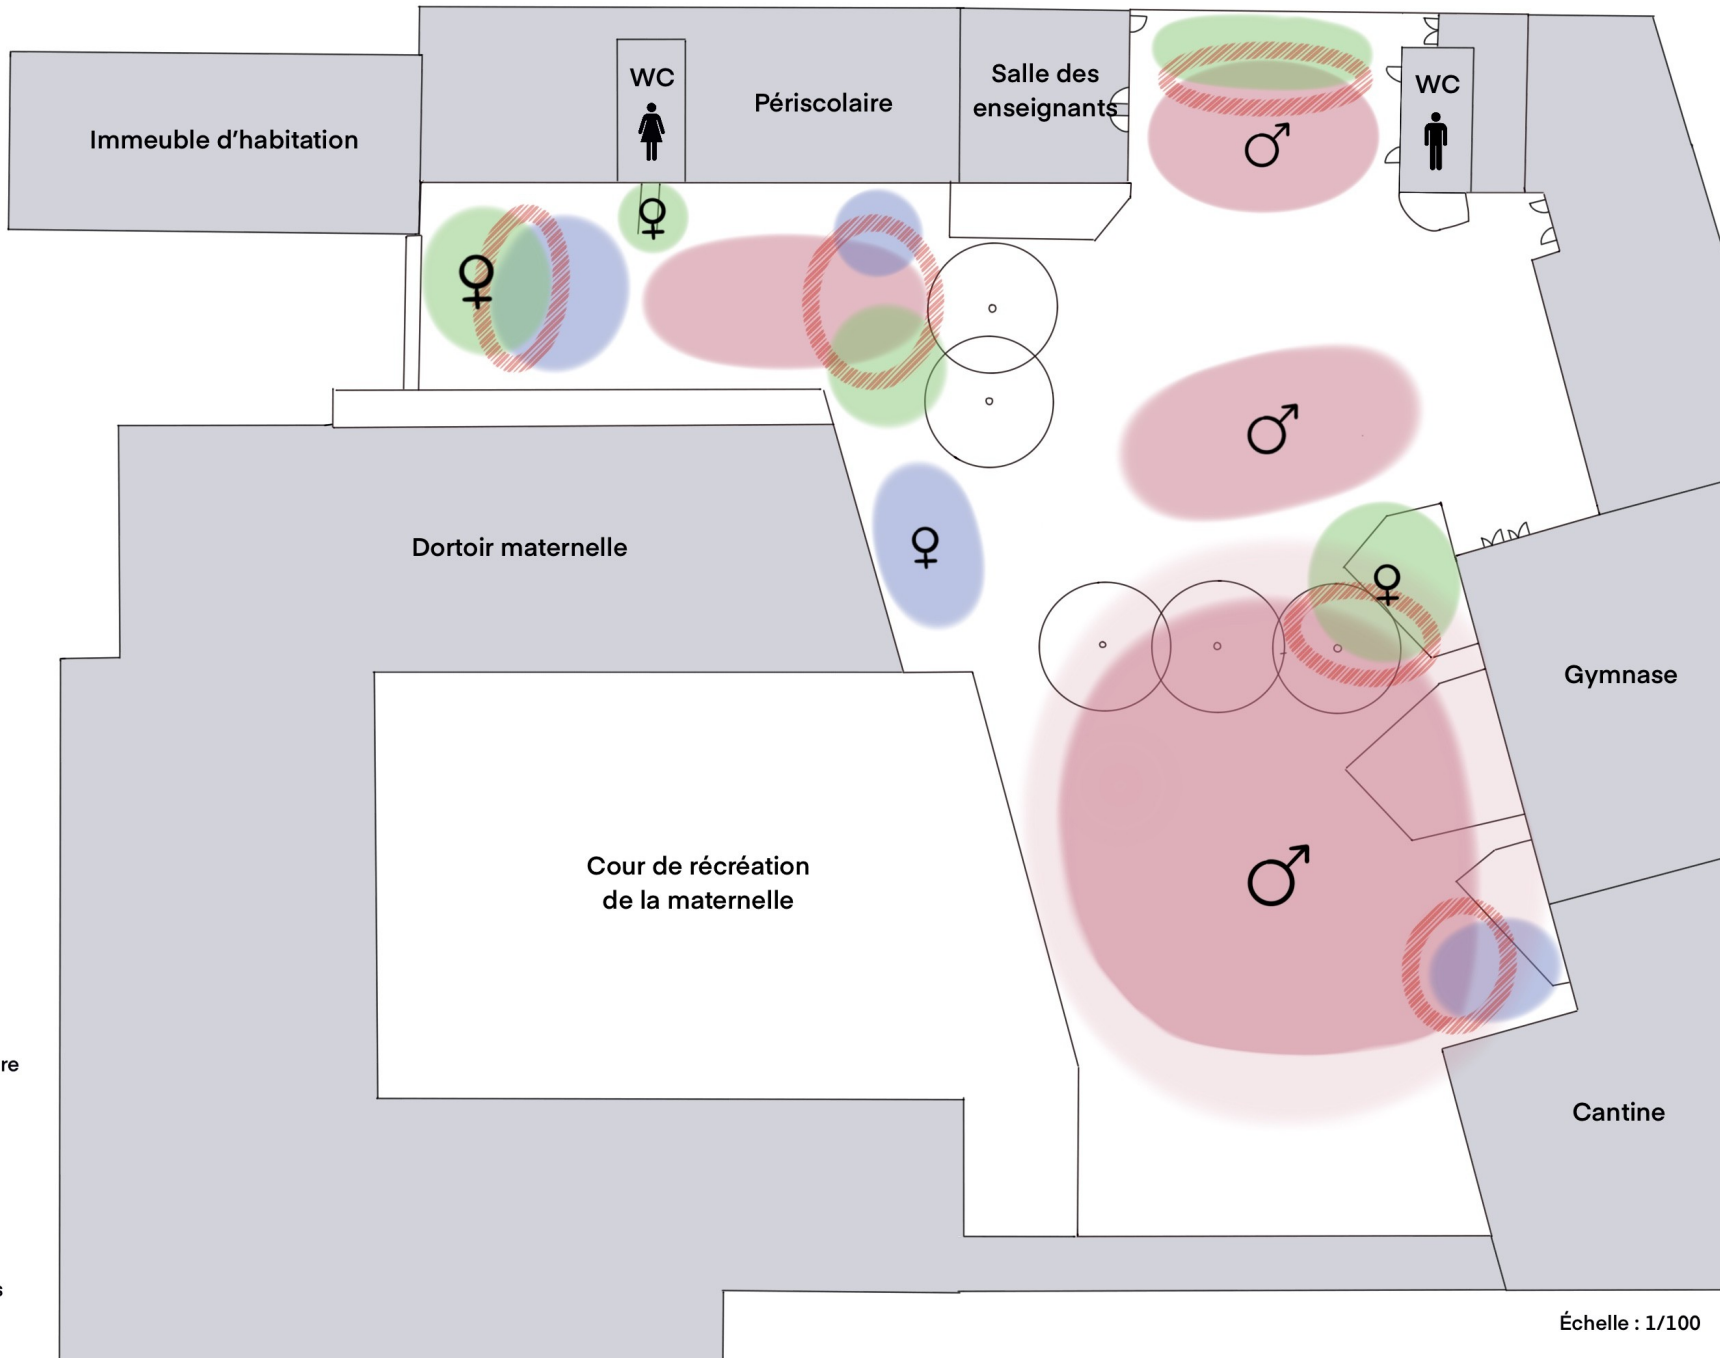 WC
Périscolaire
Salle des
enseignants
WC
Immeuble d'habitation
Dortoir maternelle
Gymnase
Cour de récréation
de la maternelle
re
Cantine
s
Échelle : 1/100